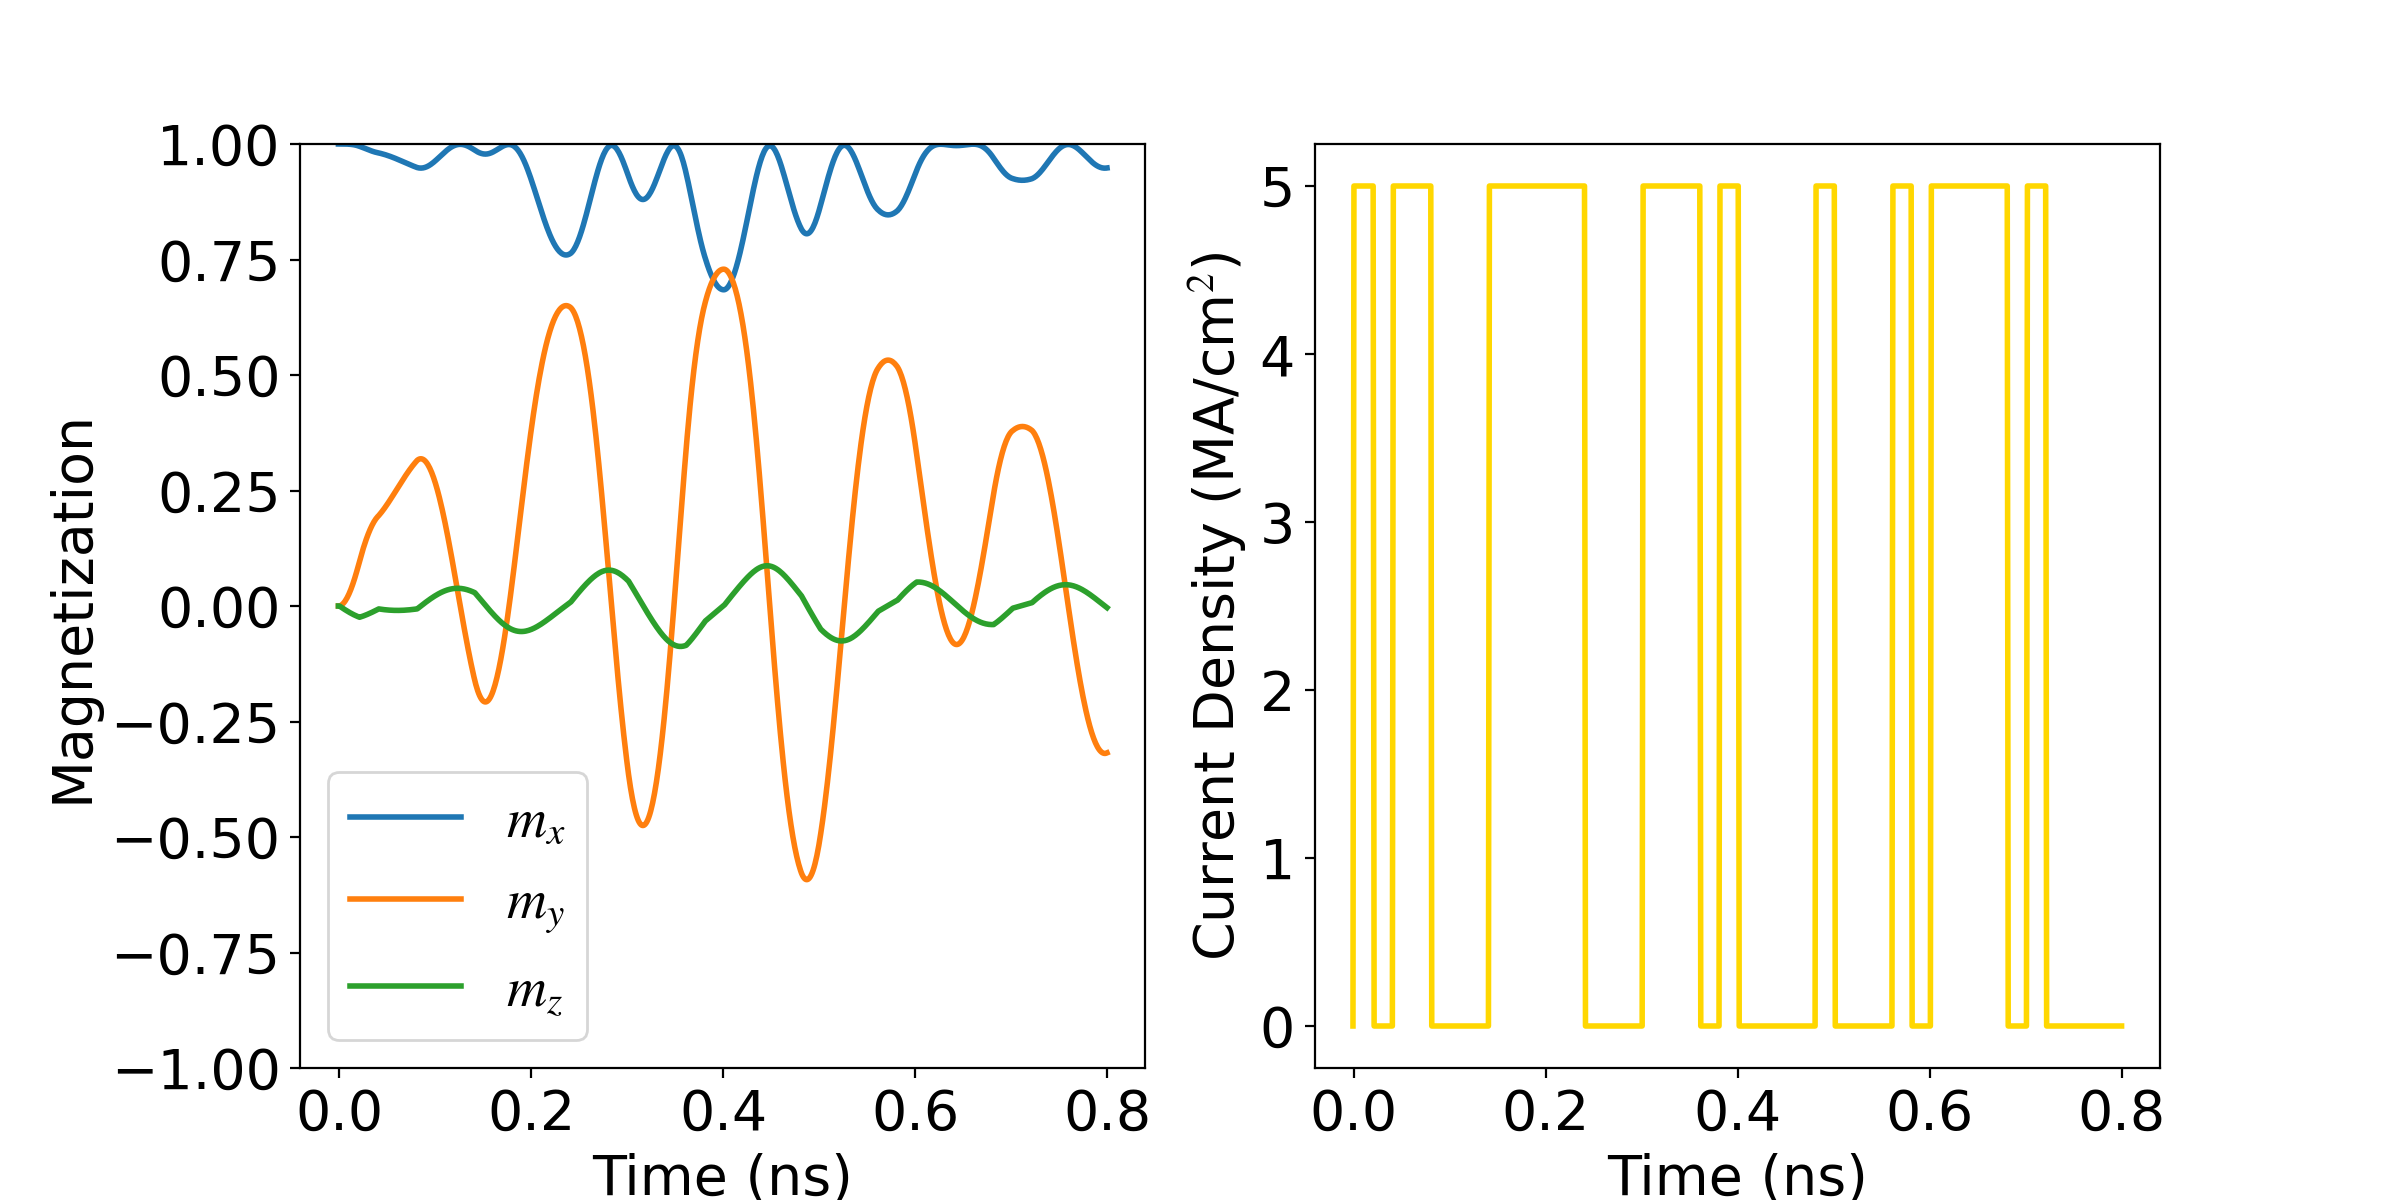 1.00
0.75
0.50
0.25
0.00
−0.25
−0.50
−0.75
−1.00
Magnetization
m_x
m_y
m_z
0.0 0.2 0.4 0.6 0.8
Time (ns)
5
4
3
2
1
0
Current Density (MA/cm²)
0.0 0.2 0.4 0.6 0.8
Time (ns)